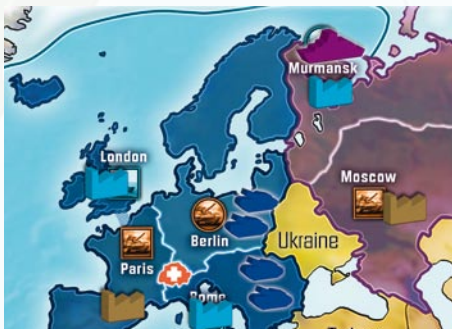 Murmansk
London
Moscow
Berlin
Ukraine
Paris
Rome